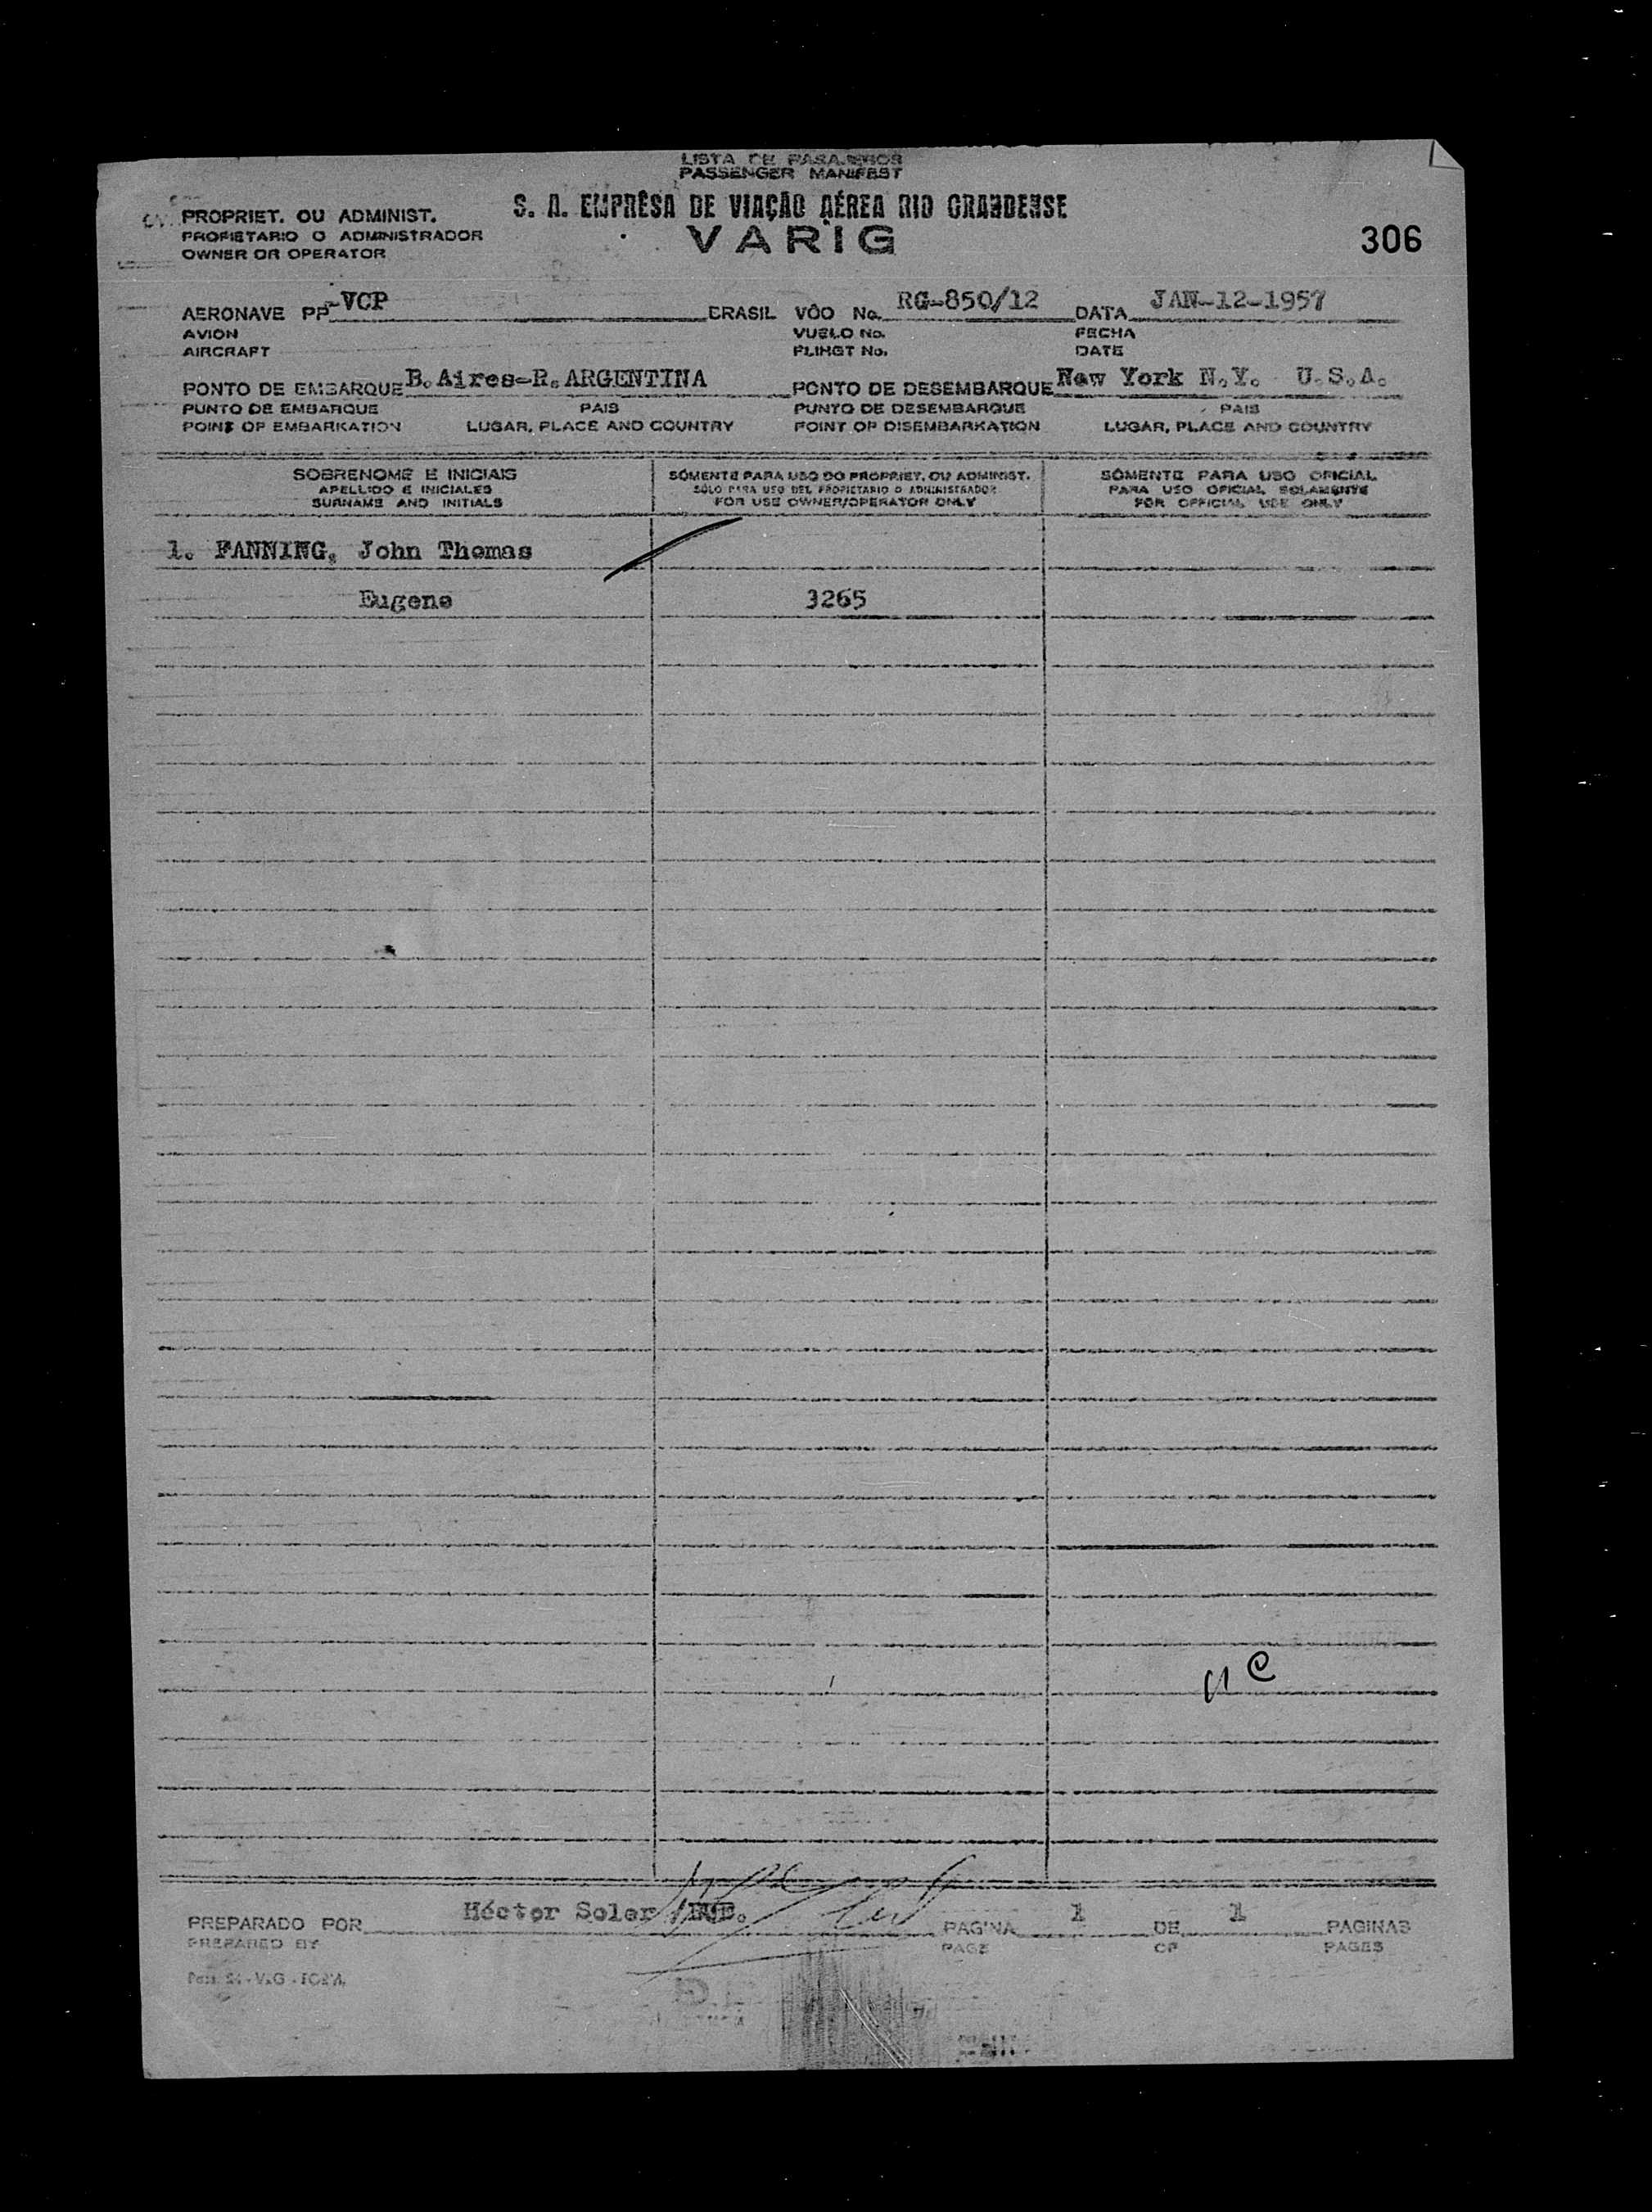 LISTA DE PASAJEROS
PASSENGER MANIFEST
S. A. EMPRÊSA DE VIAÇÃO AÉREA RIO GRANDENSE
VARIG
306
PROPRIET. OU ADMINIST.
PROPIETARIO O ADMINISTRADOR
OWNER OR OPERATOR
AERONAVE PP -VCP BRASIL VÔO No. RG-850/12 DATA JAN-12-1957
AVION VUELO No. FECHA
AIRCRAFT FLIHGT No. DATE
PONTO DE EMBARQUE B.Aires-R.ARGENTINA PONTO DE DESEMBARQUE New York N.Y. U.S.A.
PUNTO DE EMBARQUE PAIS PUNTO DE DESEMBARQUE PAIS
POINT OF EMBARKATION LUGAR, PLACE AND COUNTRY POINT OF DISEMBARKATION LUGAR, PLACE AND COUNTRY
SOBRENOME E INICIAIS SÓMENTE PARA USO DO PROPRIET. OU ADMINIST. SÓMENTE PARA USO OFICIAL
APELLIDO E INICIALES SÓLO PARA USO DEL PROPIETARIO O ADMINISTRADOR PARA USO OFICIAL SOLAMENTE
SURNAME AND INITIALS FOR USE OWNER/OPERATOR ONLY FOR OFFICIAL USE ONLY
1. FANNING, John Thomas
Eugene 3265
PREPARADO POR Héctor Soler PAGINA 1 DE 1 PAGINAS
PREPARED BY PAGE OF PAGES